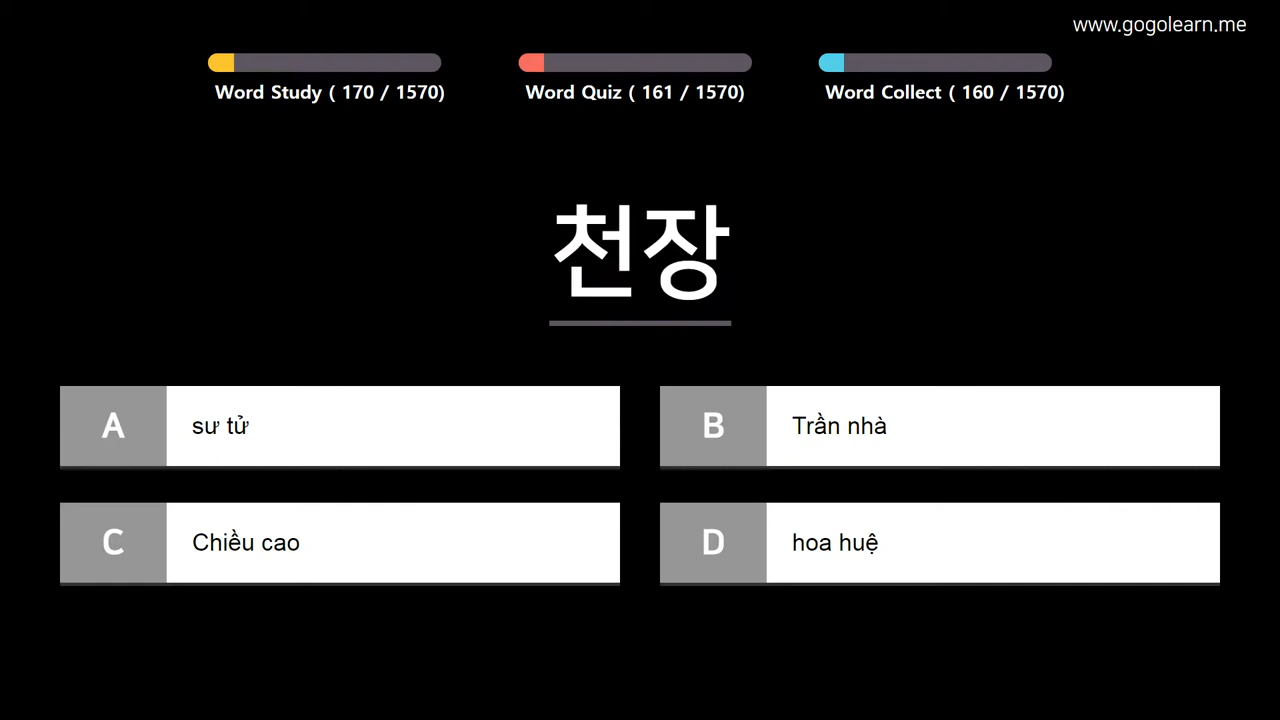 www.gogolearn.me
Word Study ( 170 / 1570)
Word Quiz ( 161 / 1570)
Word Collect ( 160 / 1570)
천장
A sư tử
B Trần nhà
C Chiều cao
D hoa huệ